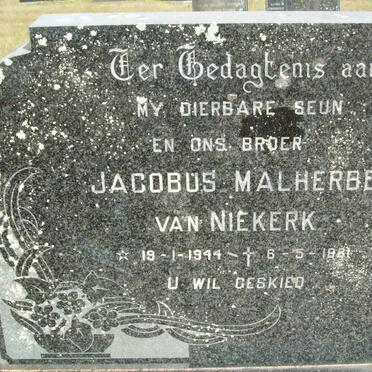 Ter Gedagtenis aan
MY DIERBARE SEUN
EN ONS BROER
JACOBUS MALHERBE
VAN NIEKERK
☆ 19-1-1944 ~ † 6-5-1981
U WIL GESKIED